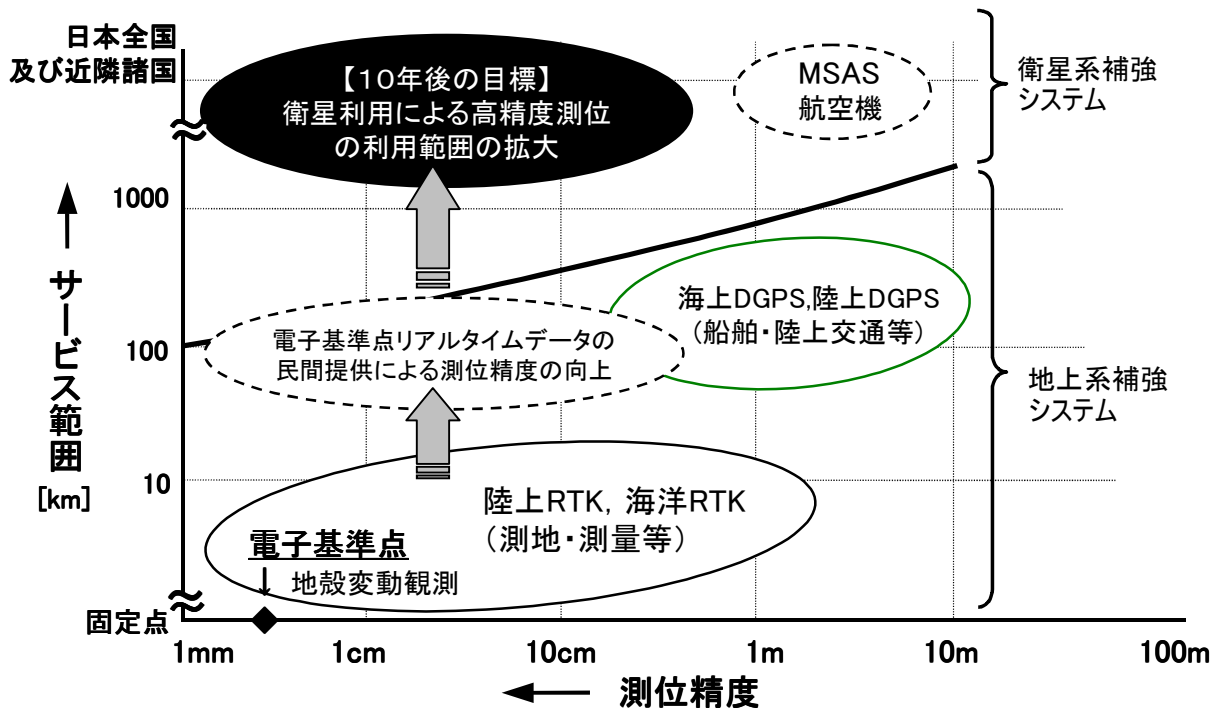 日本全国
及び近隣諸国
【10年後の目標】
衛星利用による高精度測位
の利用範囲の拡大
MSAS
航空機
衛星系補強
システム
1000
サービス範囲
[km]
海上DGPS,陸上DGPS
(船舶・陸上交通等)
100
電子基準点リアルタイムデータの
民間提供による測位精度の向上
地上系補強
システム
10
陸上RTK, 海洋RTK
(測地・測量等)
電子基準点
↓ 地殻変動観測
固定点
1mm 1cm 10cm 1m 10m 100m
測位精度